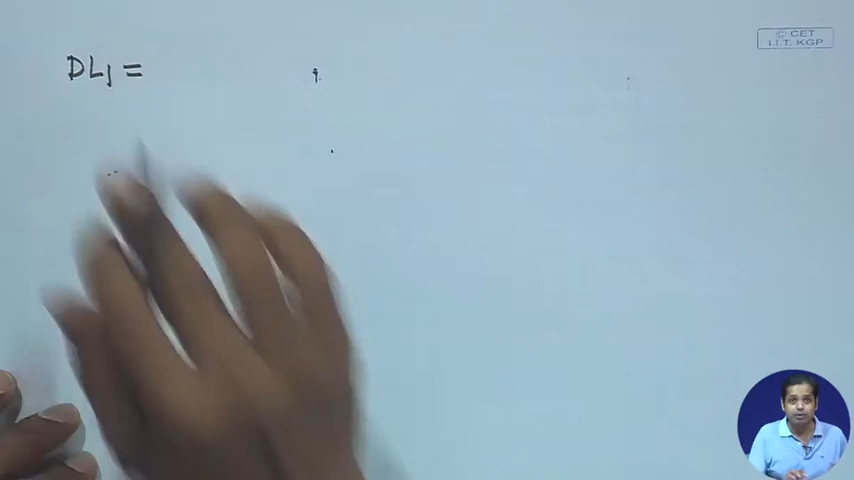 © CET
I.I.T. KGP
DL₁ =